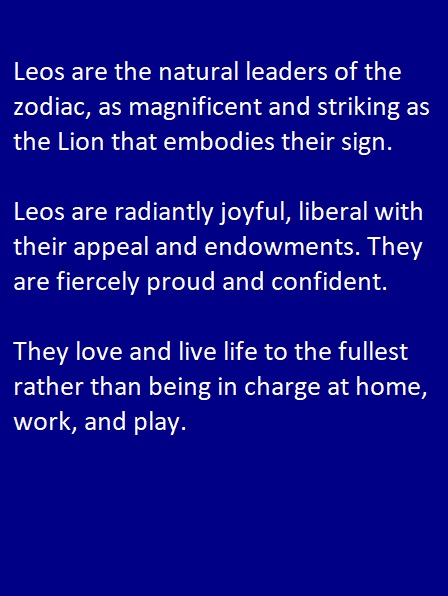 Leos are the natural leaders of the
zodiac, as magnificent and striking as
the Lion that embodies their sign.
Leos are radiantly joyful, liberal with
their appeal and endowments. They
are fiercely proud and confident.
They love and live life to the fullest
rather than being in charge at home,
work, and play.